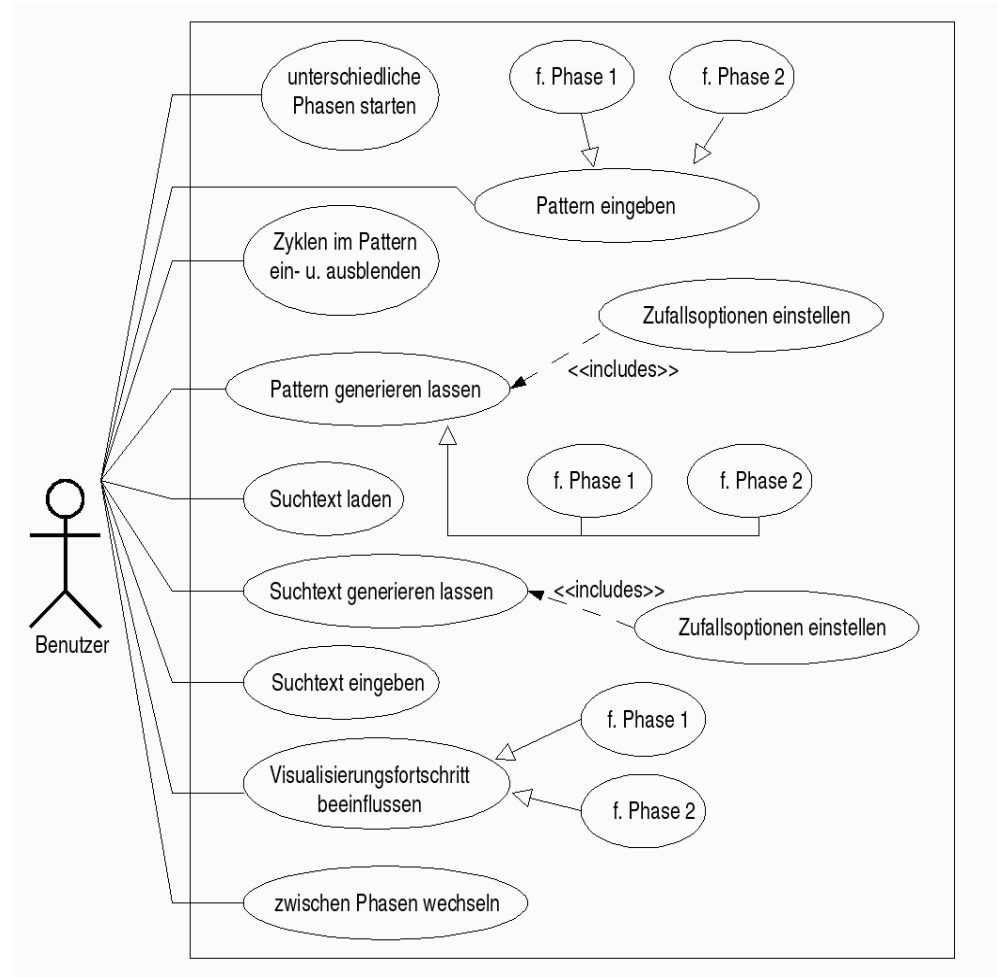 unterschiedliche
Phasen starten
f. Phase 1
f. Phase 2
Pattern eingeben
Zyklen im Pattern
ein- u. ausblenden
Zufallsoptionen einstellen
<<includes>>
Pattern generieren lassen
f. Phase 1
f. Phase 2
Suchtext laden
Suchtext generieren lassen
<<includes>>
Zufallsoptionen einstellen
Benutzer
Suchtext eingeben
f. Phase 1
Visualisierungsfortschritt
beeinflussen
f. Phase 2
zwischen Phasen wechseln